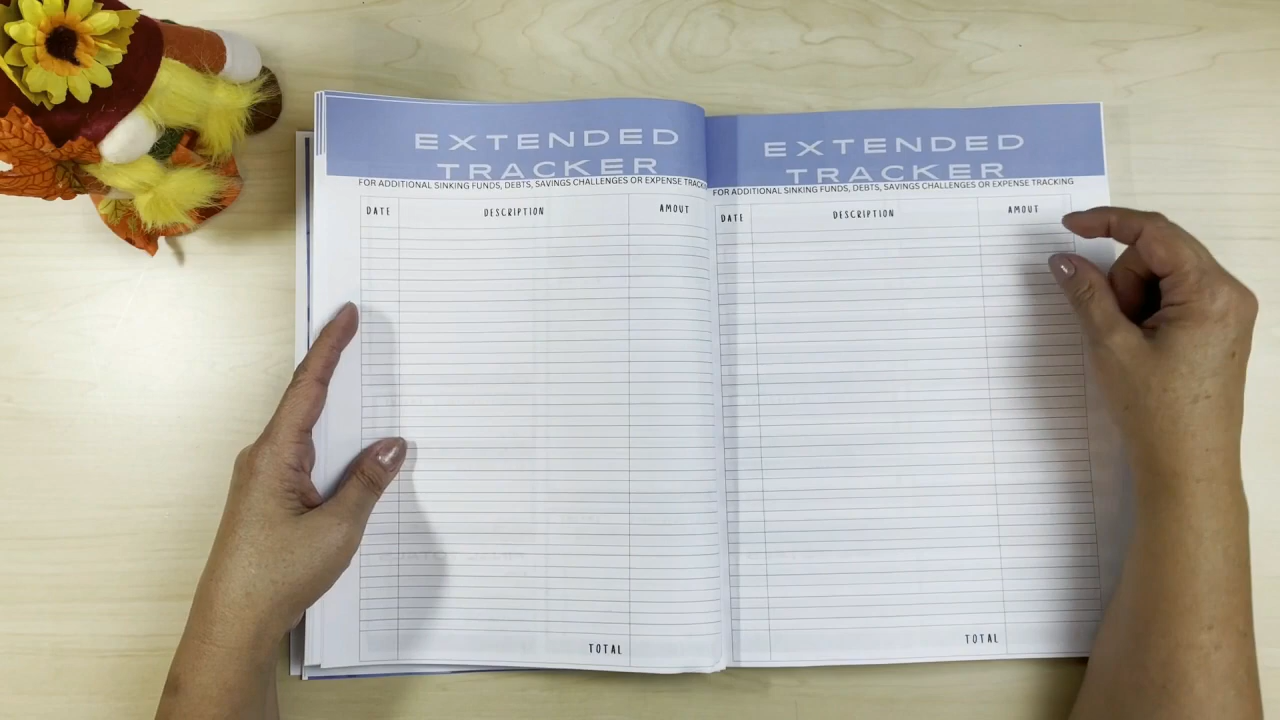 EXTENDED
TRACKER
FOR ADDITIONAL SINKING FUNDS, DEBTS, SAVINGS CHALLENGES OR EXPENSE TRACKING
DATE DESCRIPTION AMOUT
TOTAL
EXTENDED
TRACKER
FOR ADDITIONAL SINKING FUNDS, DEBTS, SAVINGS CHALLENGES OR EXPENSE TRACKING
DATE DESCRIPTION AMOUT
TOTAL